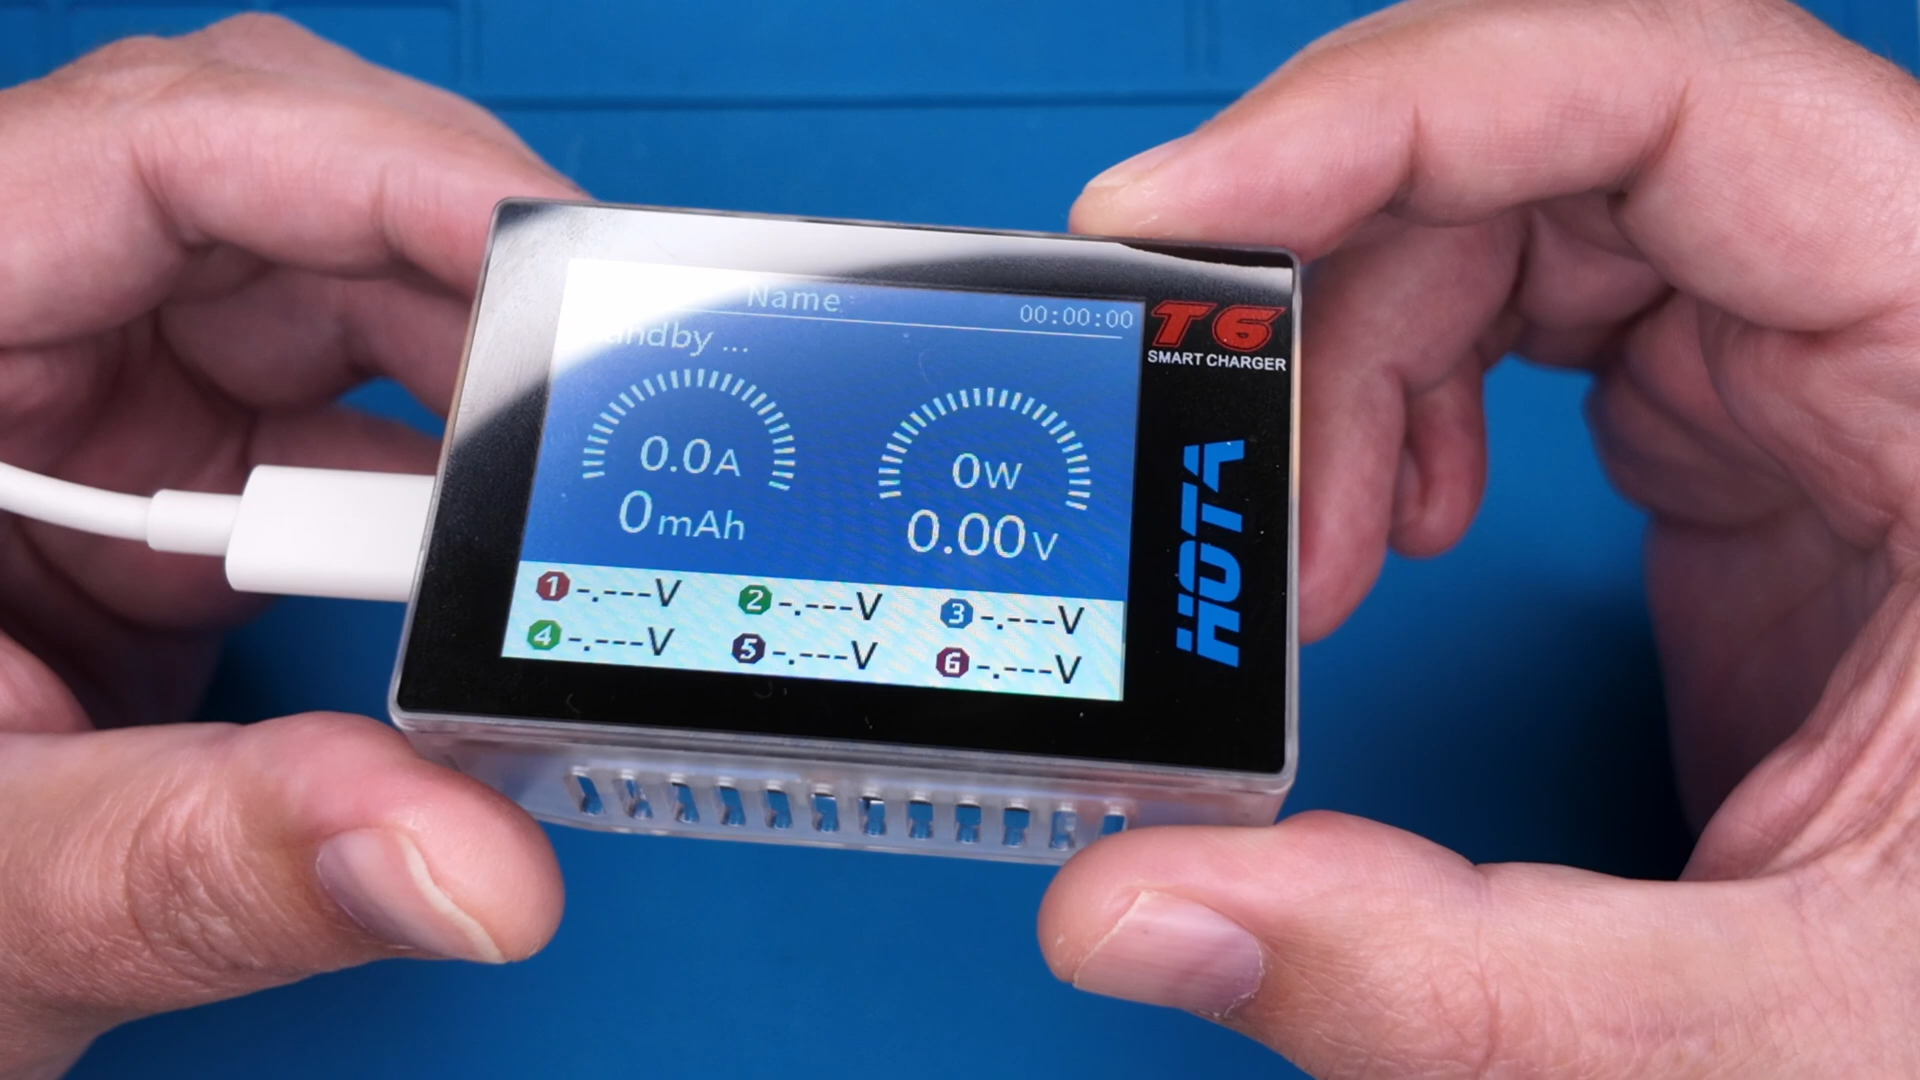 Name 00:00:00
...
0.0A 0W
0mAh 0.00V
1 -.---V 2 -.---V 3 -.---V
4 -.---V 5 -.---V 6 -.---V
T6
SMART CHARGER
HOTA